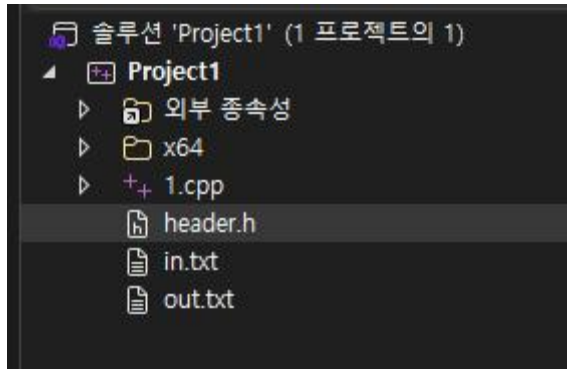 솔루션 'Project1' (1 프로젝트의 1)
Project1
외부 종속성
x64
1.cpp
header.h
in.txt
out.txt